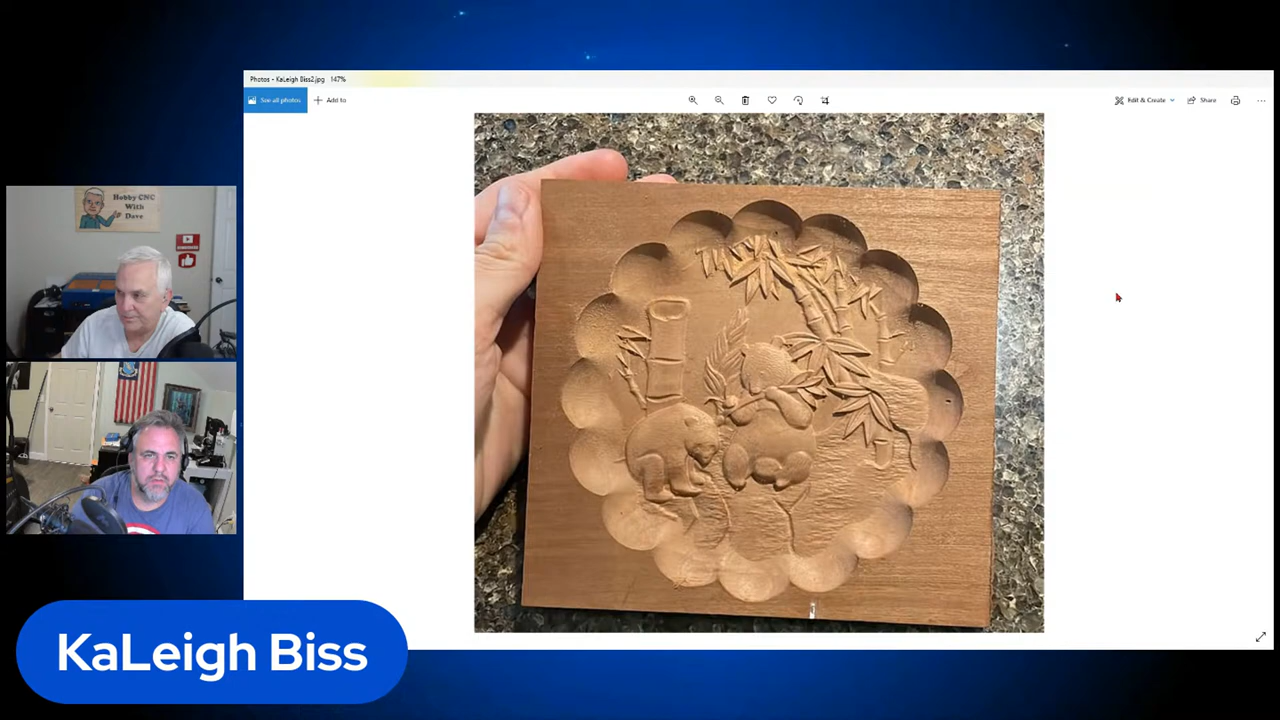 Photos - KaLeigh Biss2.jpg 147%
See all photos
Add to
Edit & Create
Share
Hobby CNC
With
Dave
KaLeigh Biss